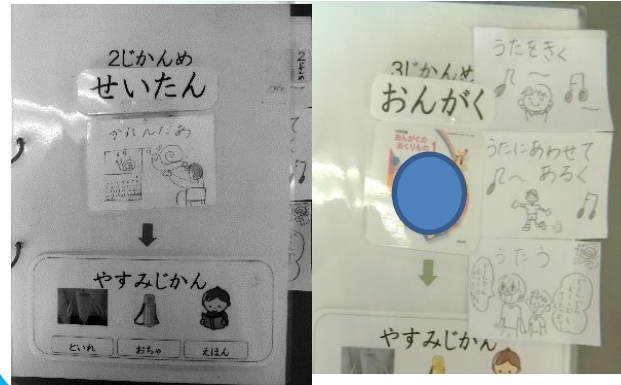 2じかんめ
せいたん
かれんだあ
やすみじかん
といれ
おちゃ
えほん
3じかんめ
おんがく
おんがくの
おくりもの 1
うたをきく
うたにあわせて
あるく
うたう
やすみじかん